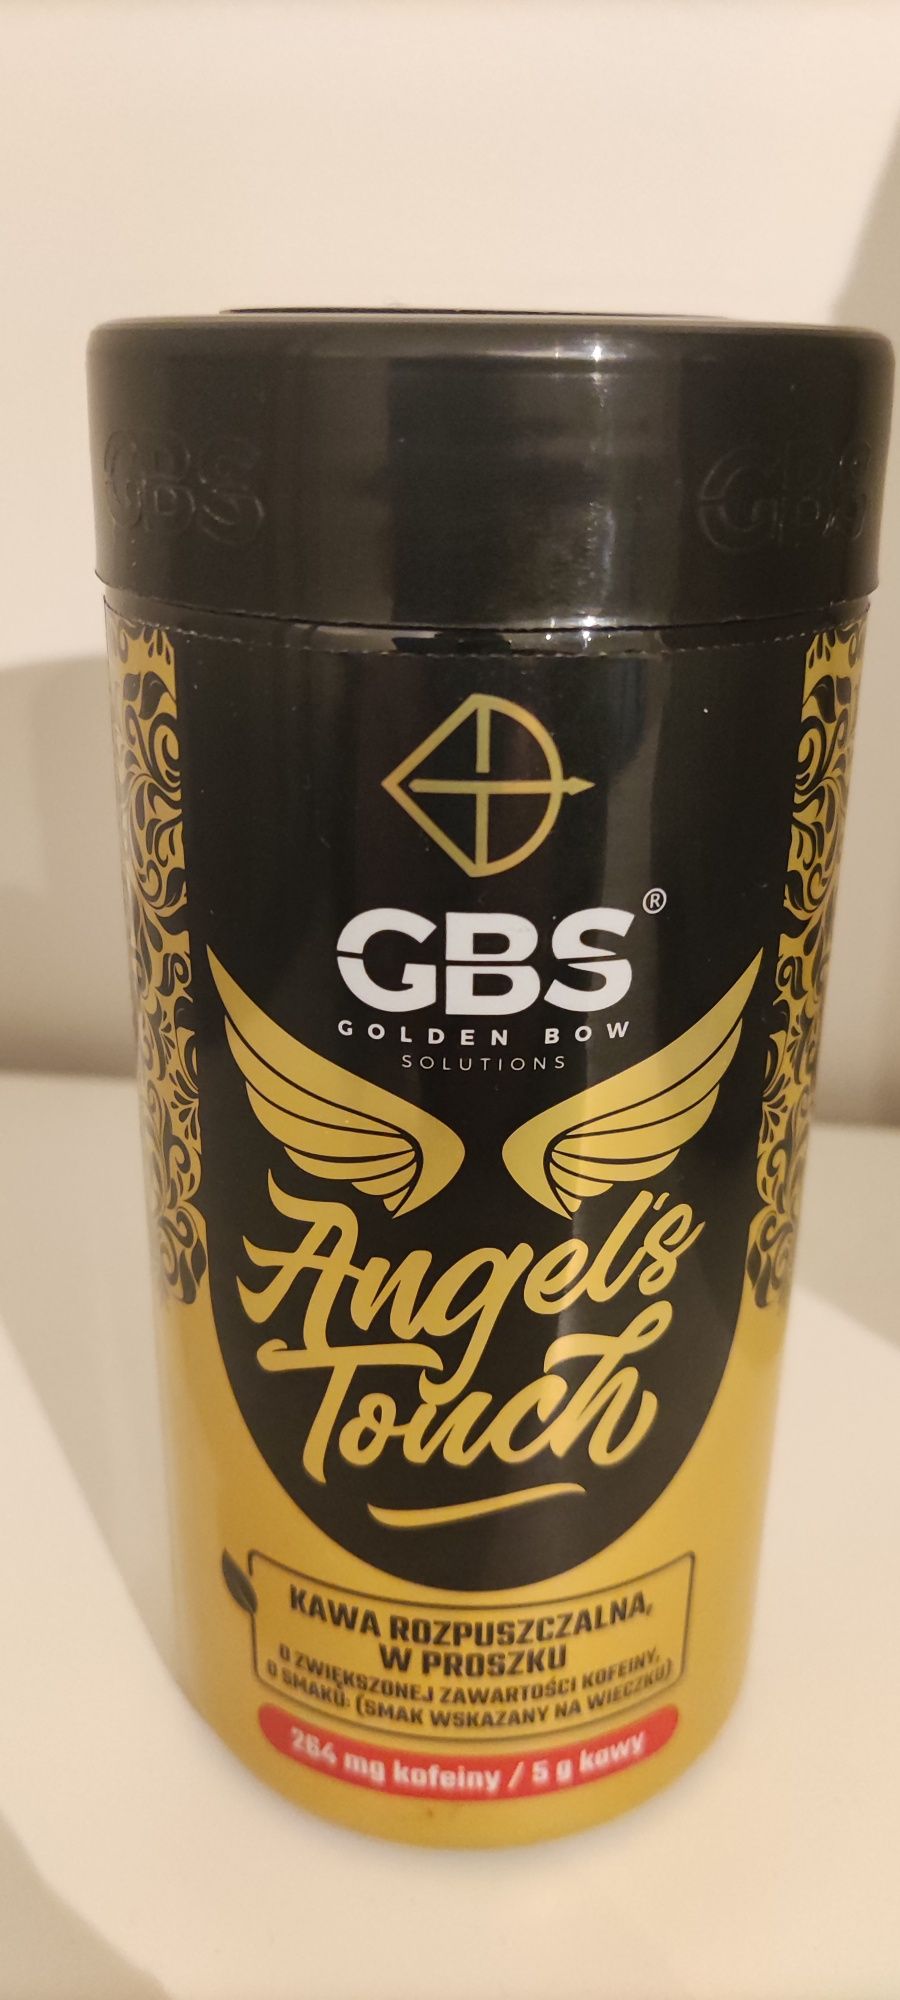 GBS GBS
GBS®
GOLDEN BOW
SOLUTIONS
Angel's
Touch
KAWA ROZPUSZCZALNA,
W PROSZKU
O ZWIĘKSZONEJ ZAWARTOŚCI KOFEINY,
O SMAKU: (SMAK WSKAZANY NA WIECZKU)
264 mg kofeiny / 5 g kawy